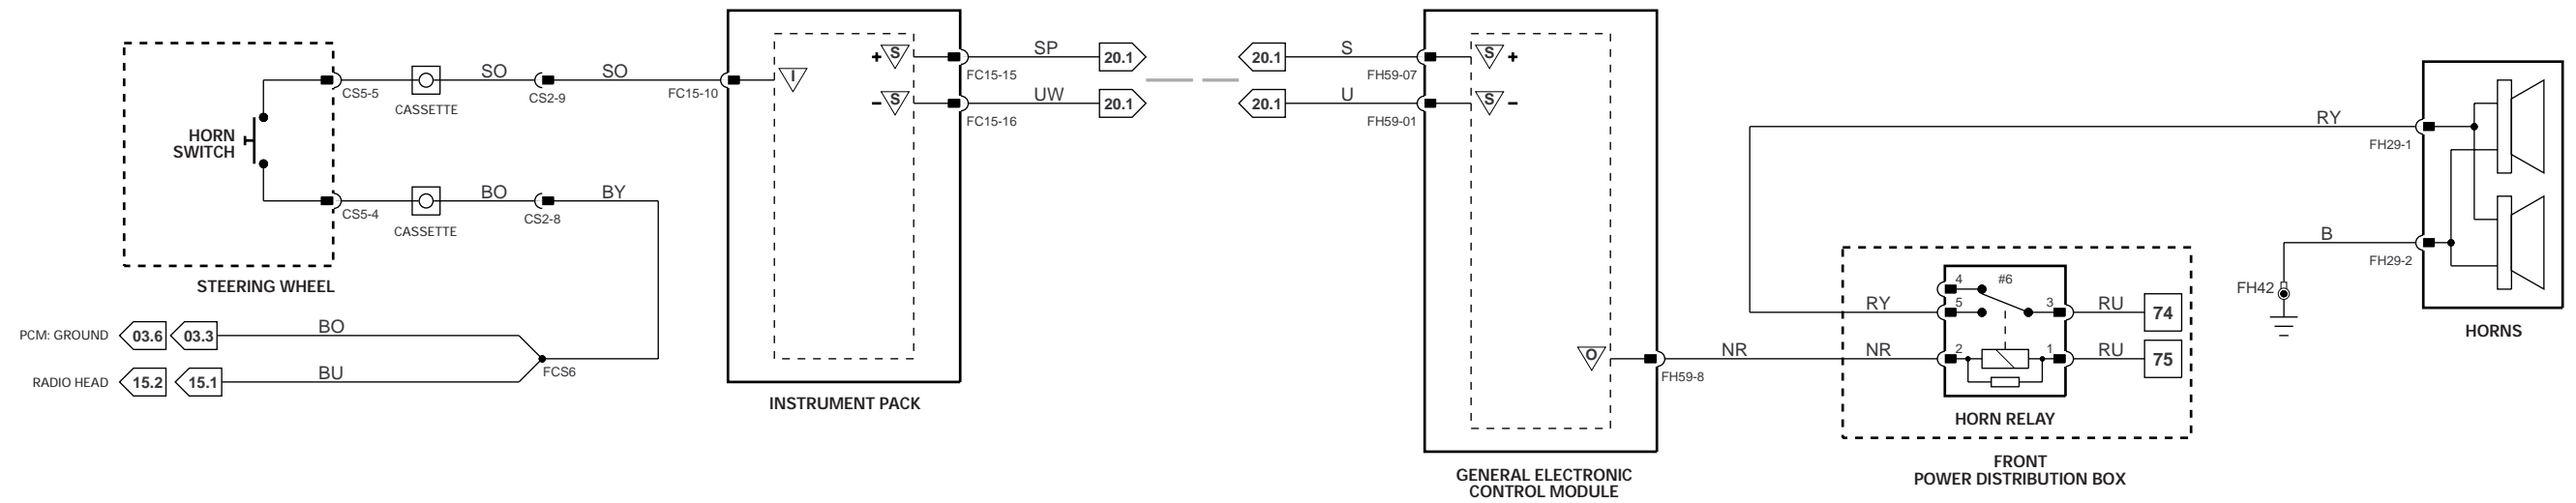 HORN
SWITCH
CS5-5
CASSETTE
SO
CS2-9
SO
FC15-10
I
CS5-4
CASSETTE
BO
CS2-8
BY
STEERING WHEEL
PCM: GROUND
03.6
03.3
BO
RADIO HEAD
15.2
15.1
BU
FCS6
+
S
FC15-15
SP
20.1
−
S
FC15-16
UW
20.1
INSTRUMENT PACK
20.1
S
FH59-07
S
+
20.1
U
FH59-01
S
−
O
FH59-8
GENERAL ELECTRONIC
CONTROL MODULE
NR
NR
RY
4
#6
5
3
2
1
RU
74
RU
75
HORN RELAY
FRONT
POWER DISTRIBUTION BOX
RY
FH29-1
B
FH29-2
FH42
HORNS